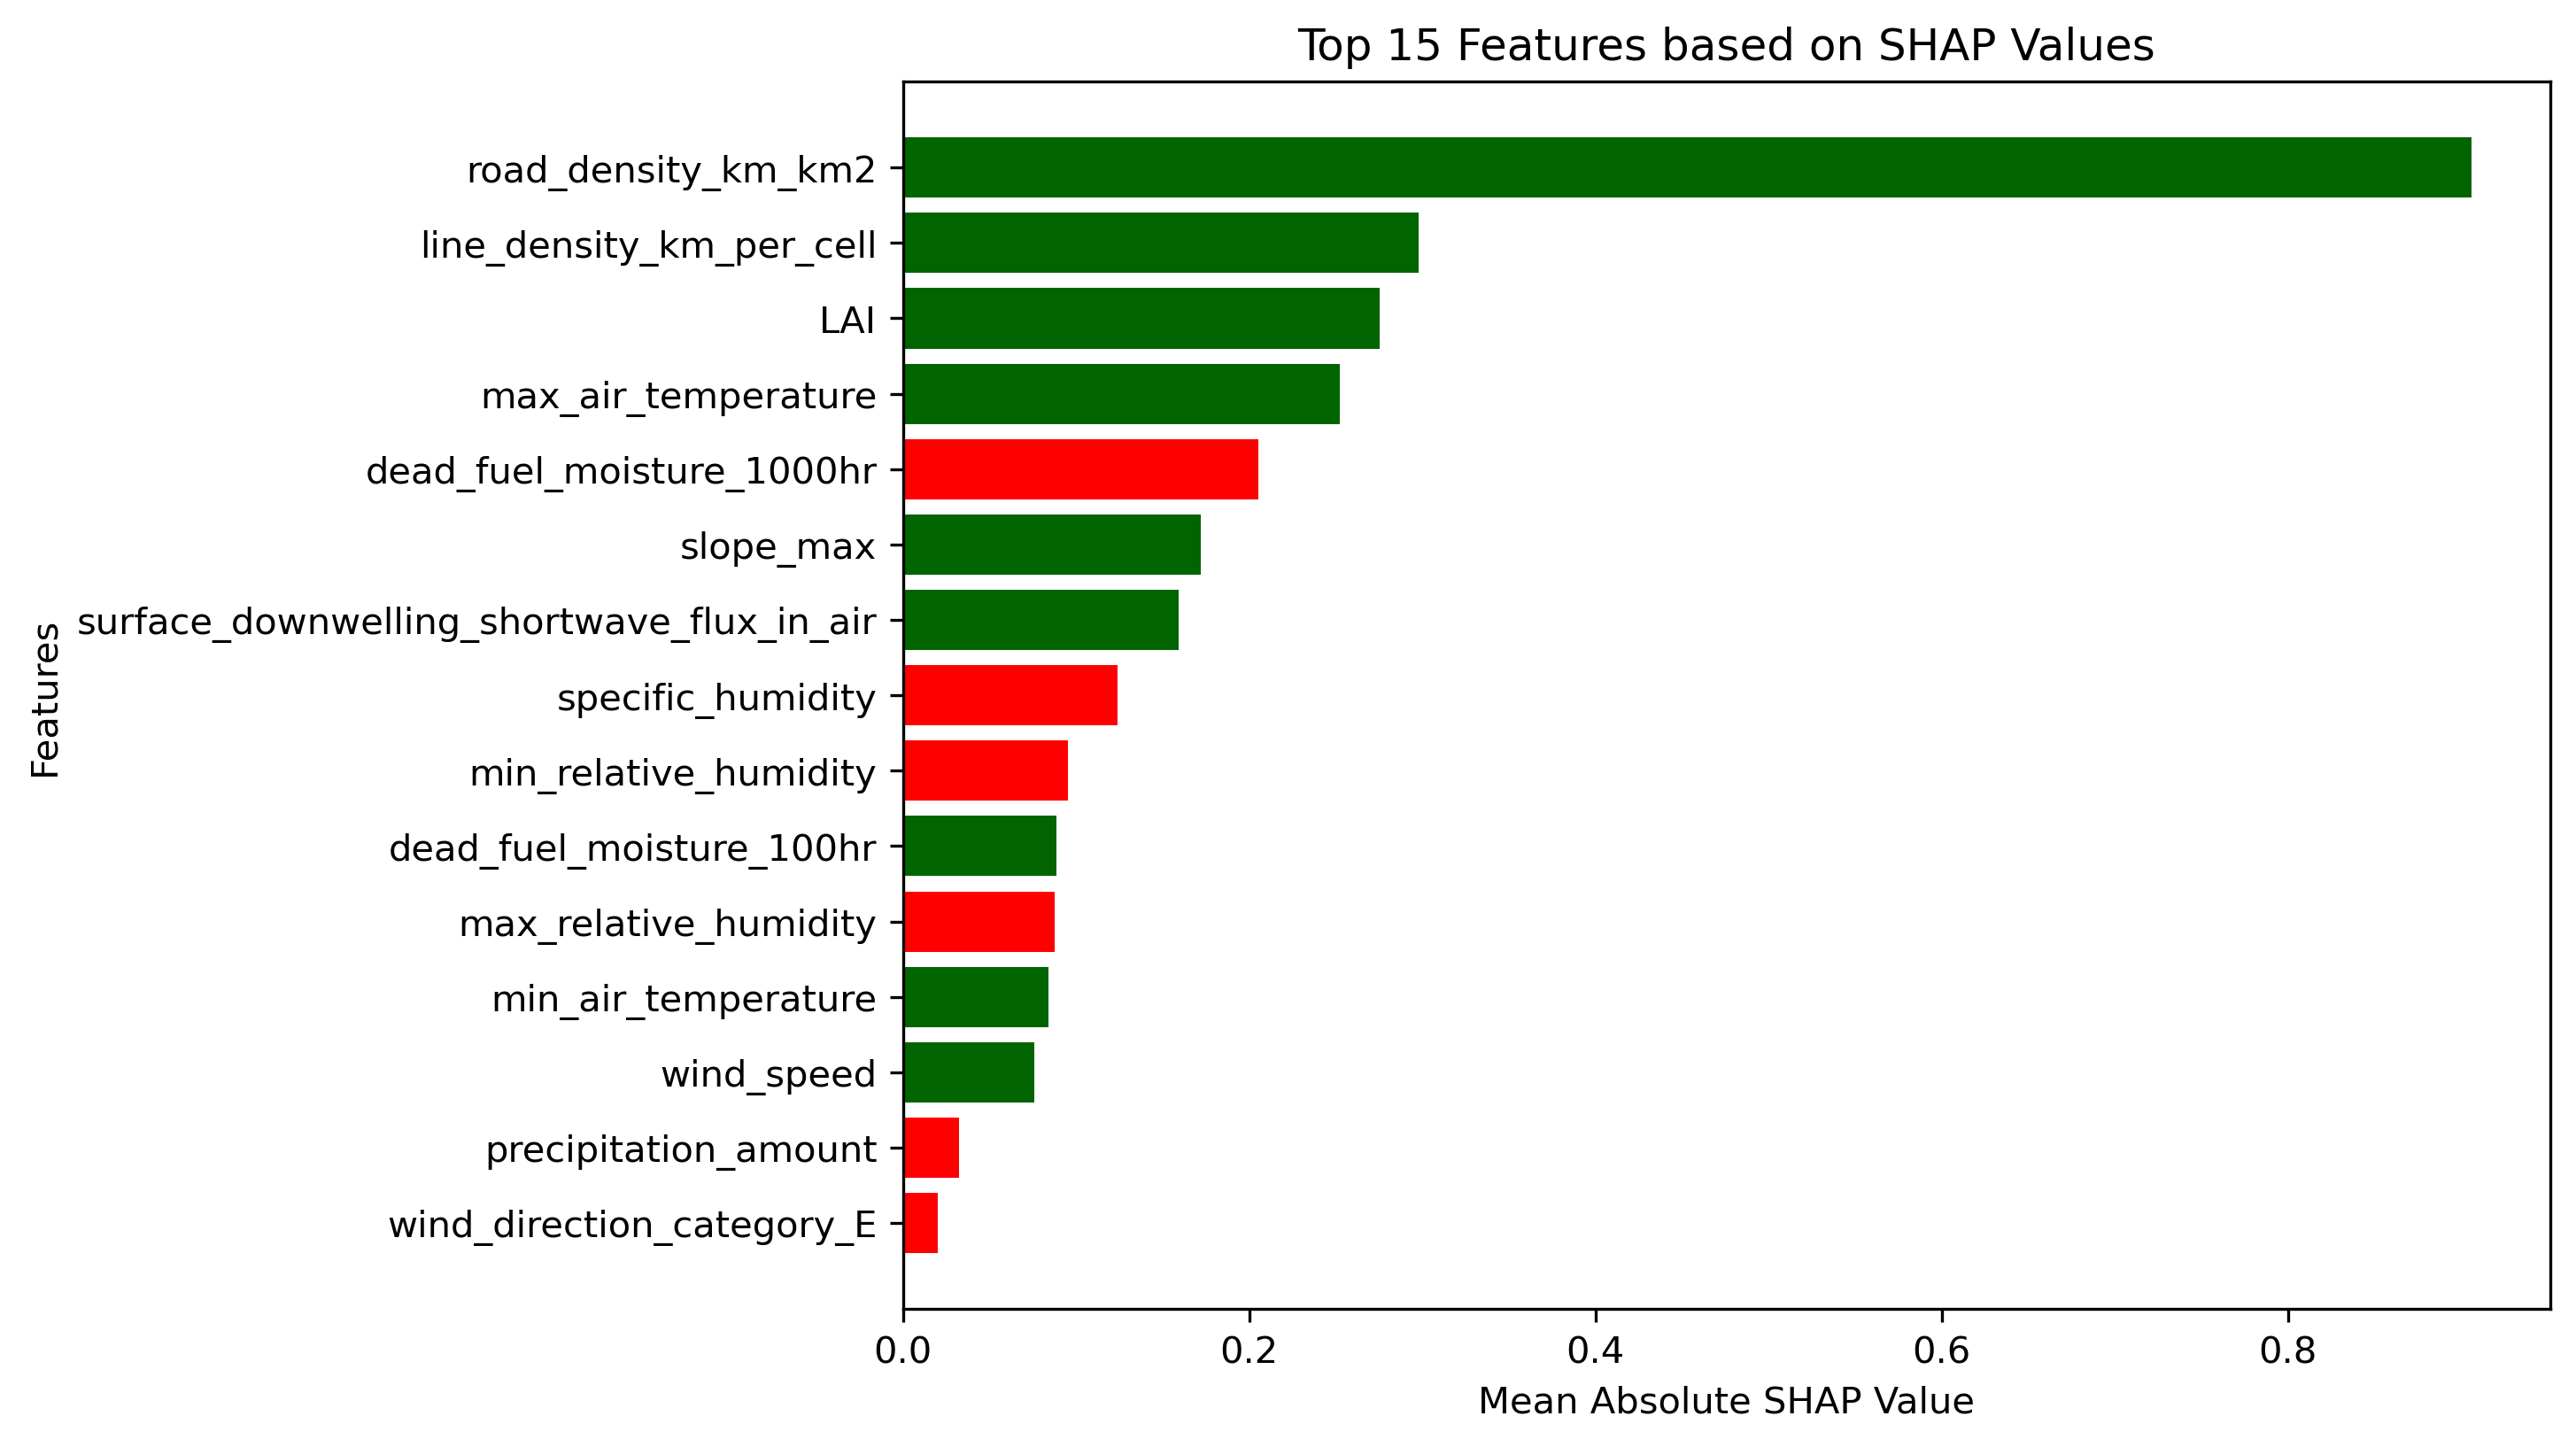 Top 15 Features based on SHAP Values
road_density_km_km2
line_density_km_per_cell
LAI
max_air_temperature
dead_fuel_moisture_1000hr
slope_max
surface_downwelling_shortwave_flux_in_air
specific_humidity
min_relative_humidity
dead_fuel_moisture_100hr
max_relative_humidity
min_air_temperature
wind_speed
precipitation_amount
wind_direction_category_E
Features
0.0 0.2 0.4 0.6 0.8
Mean Absolute SHAP Value